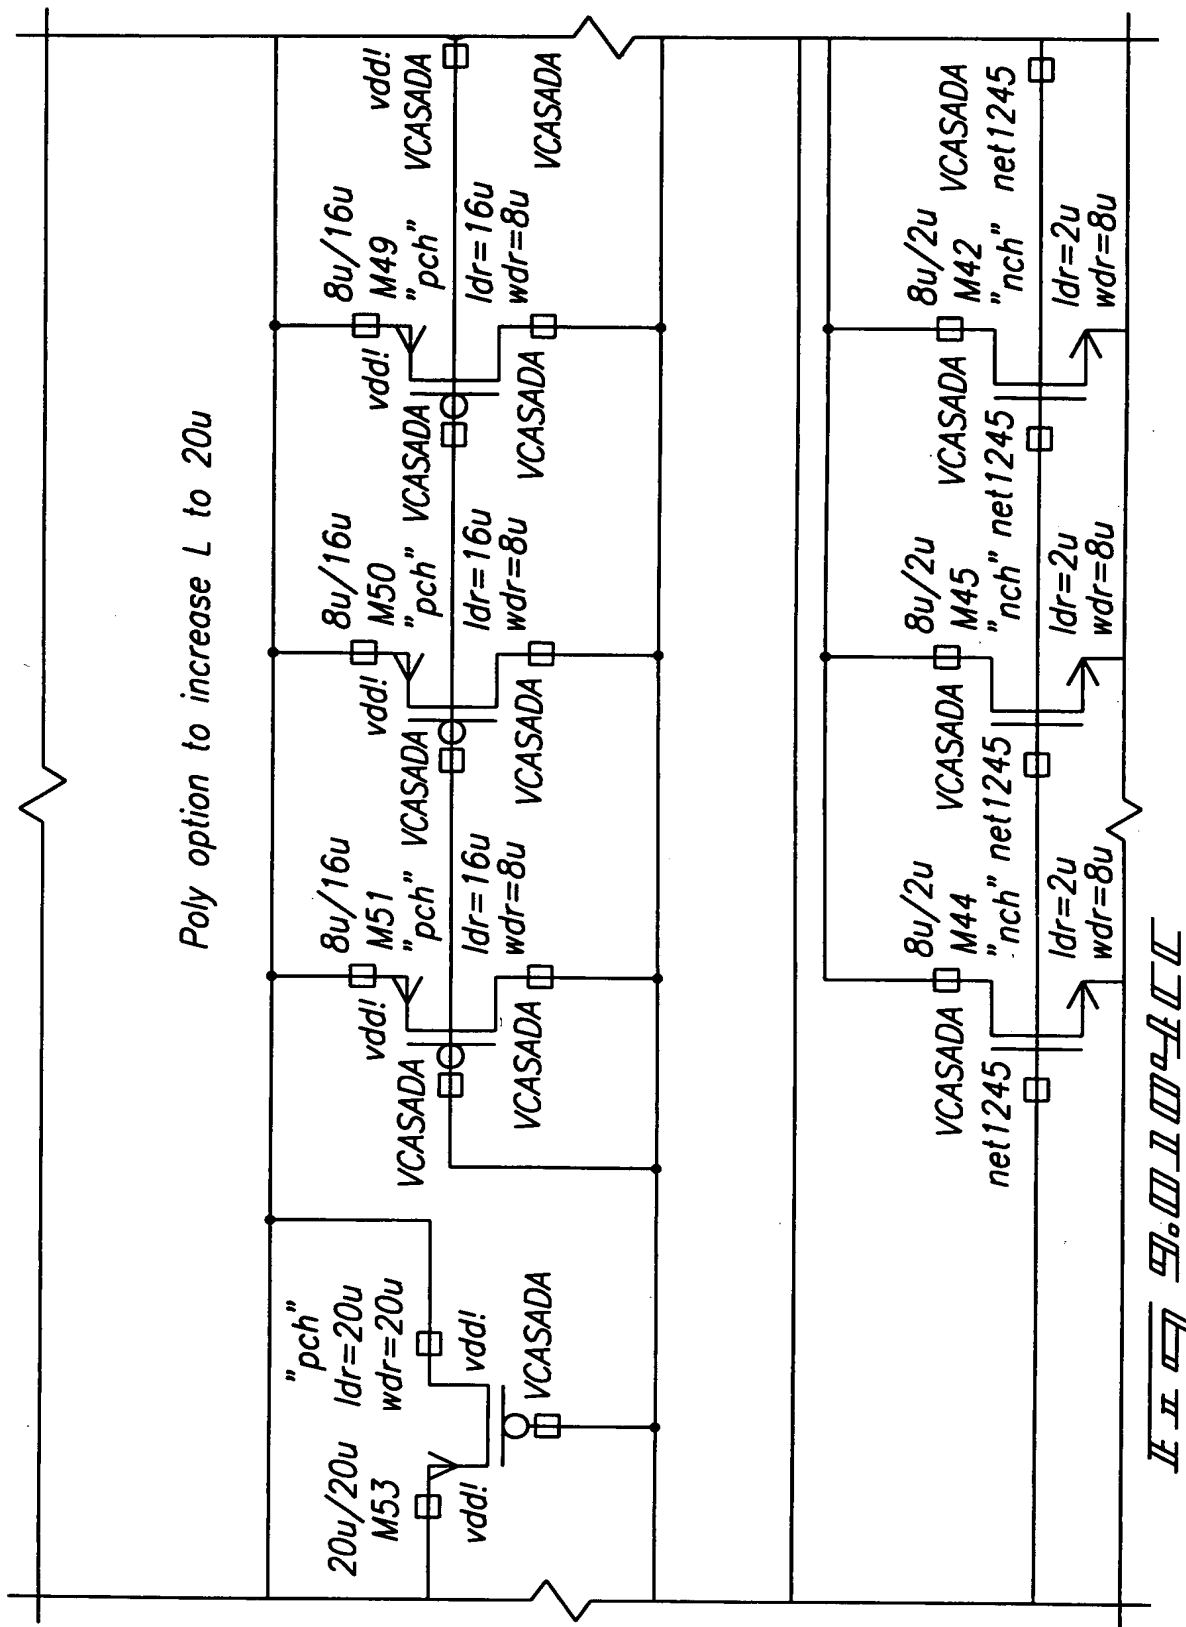 Poly option to increase L to 20u
"pch"
ldr=20u
wdr=20u
20u/20u
M53
vdd!
vdd!
VCASADA
8u/16u
M51
"pch"
vdd!
VCASADA
ldr=16u
wdr=8u
VCASADA
8u/16u
M50
"pch"
vdd!
VCASADA
ldr=16u
wdr=8u
VCASADA
8u/16u
M49
"pch"
vdd!
VCASADA
ldr=16u
wdr=8u
VCASADA
vdd!
VCASADA
VCASADA
8u/2u
M44
"nch"
VCASADA
net1245
ldr=2u
wdr=8u
8u/2u
M45
"nch"
VCASADA
net1245
ldr=2u
wdr=8u
8u/2u
M42
"nch"
VCASADA
net1245
ldr=2u
wdr=8u
VCASADA
net1245